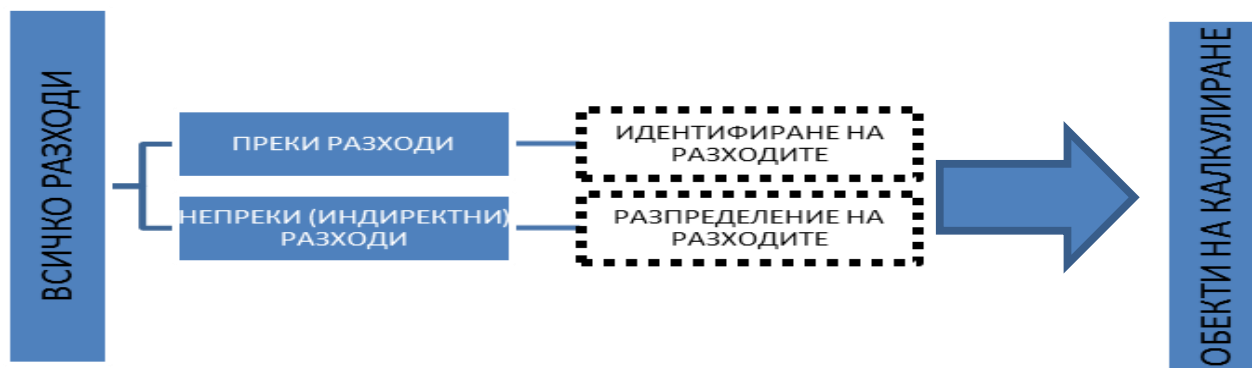 ВСИЧКО РАЗХОДИ
ПРЕКИ РАЗХОДИ
ИДЕНТИФИРАНЕ НА
РАЗХОДИТЕ
НЕПРЕКИ (ИНДИРЕКТНИ)
РАЗХОДИ
РАЗПРЕДЕЛЕНИЕ НА
РАЗХОДИТЕ
ОБЕКТИ НА КАЛКУЛИРАНЕ